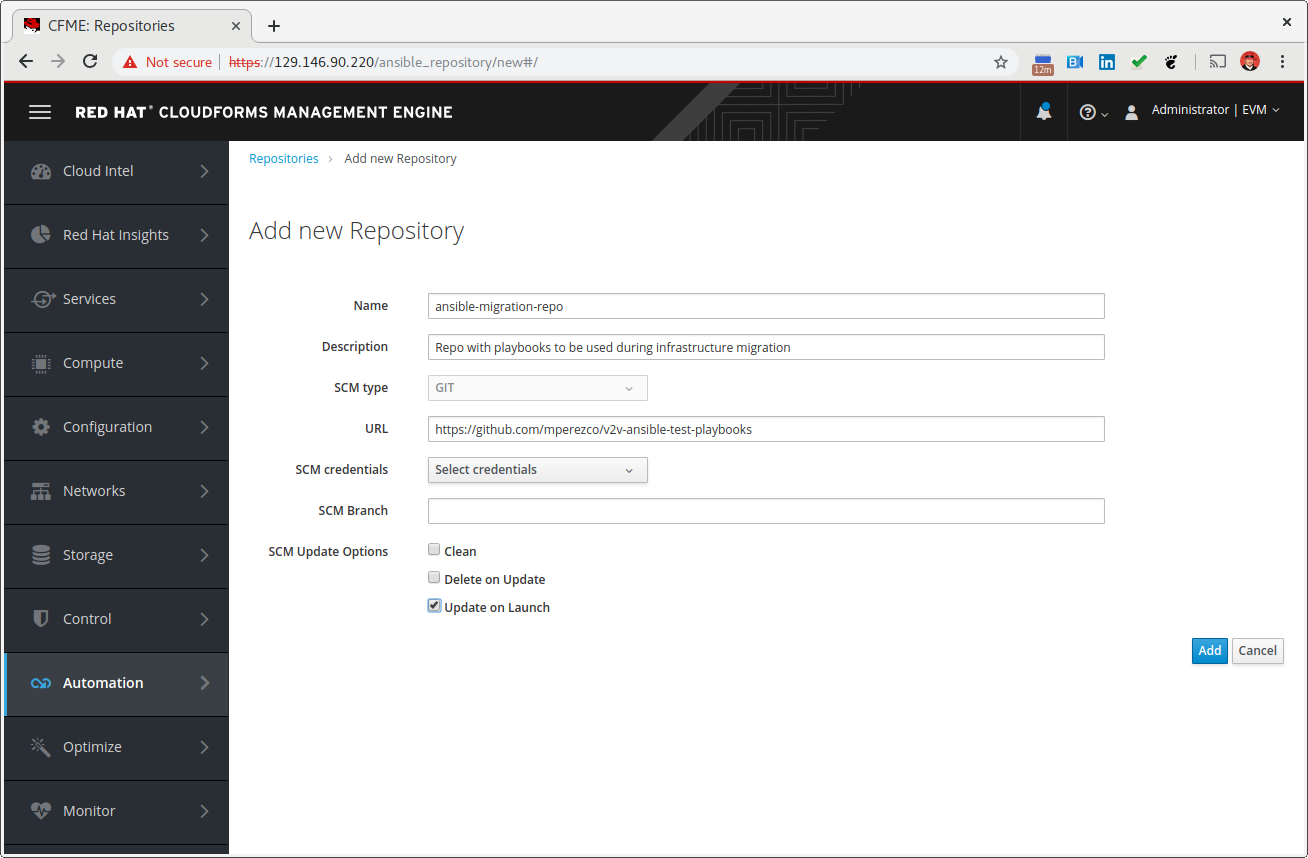 CFME: Repositories
Not secure https://129.146.90.220/ansible_repository/new#/
12m
in
RED HAT® CLOUDFORMS MANAGEMENT ENGINE
Administrator | EVM
Cloud Intel
Red Hat Insights
Services
Compute
Configuration
Networks
Storage
Control
Automation
Optimize
Monitor
Repositories Add new Repository
Add new Repository
Name ansible-migration-repo
Description Repo with playbooks to be used during infrastructure migration
SCM type GIT
URL https://github.com/mperezco/v2v-ansible-test-playbooks
SCM credentials Select credentials
SCM Branch
SCM Update Options Clean
Delete on Update
Update on Launch
Add Cancel